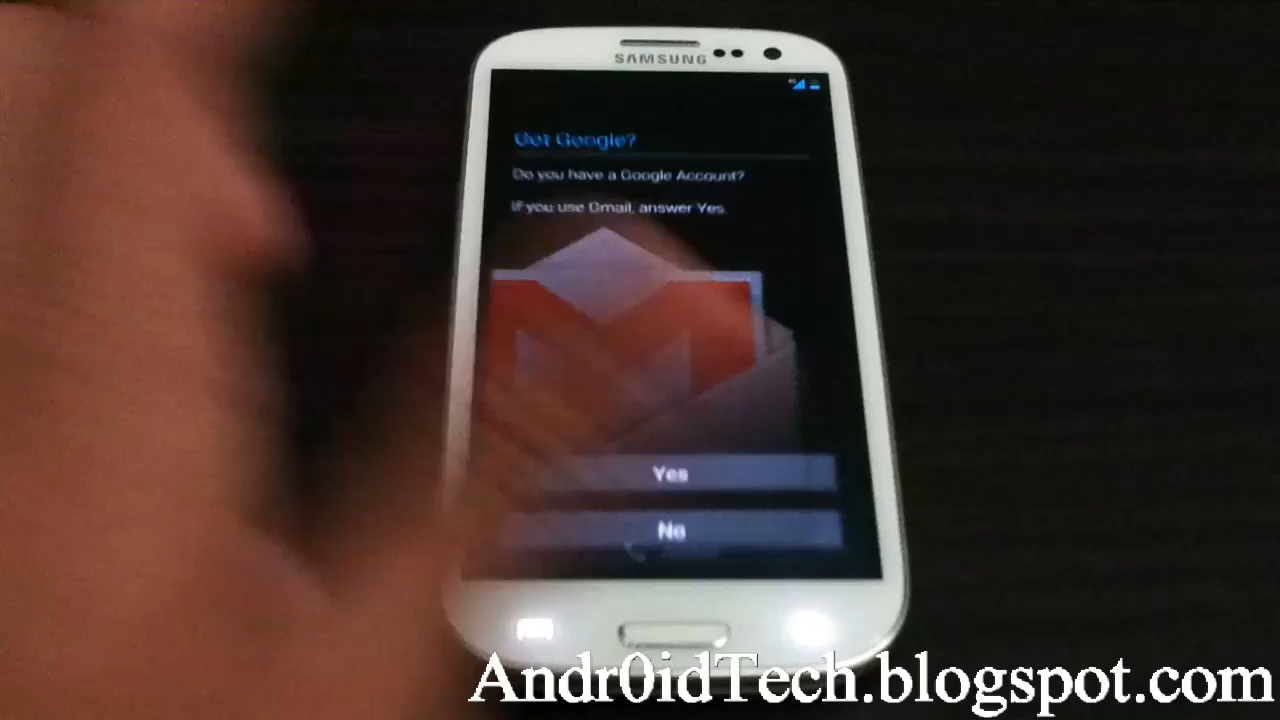 SAMSUNG
Got Google?
Do you have a Google Account?
If you use Gmail, answer Yes.
Yes
No
Andr0idTech.blogspot.com